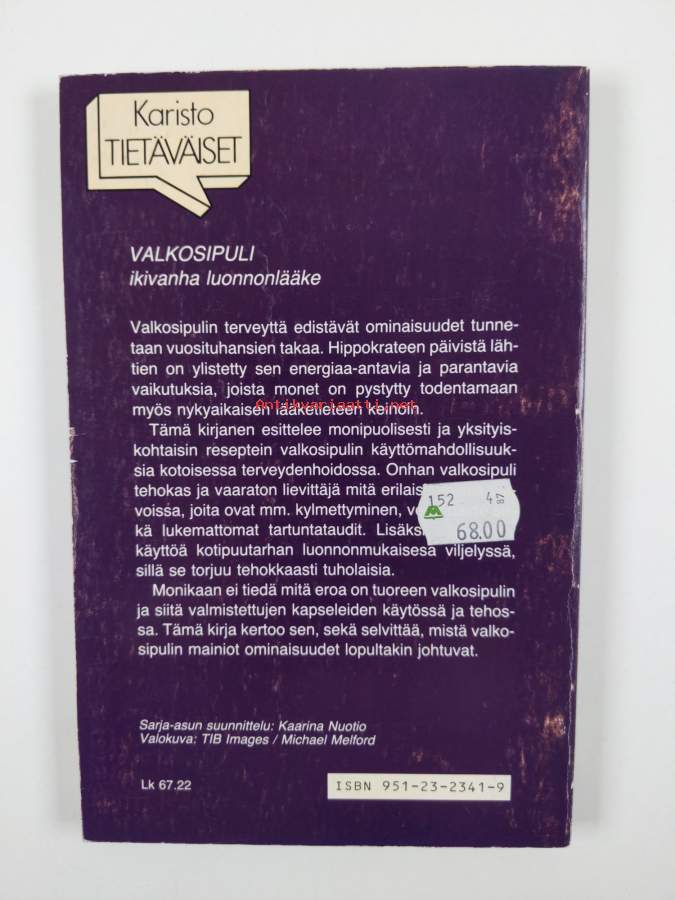 Karisto
TIETÄVÄISET
VALKOSIPULI
ikivanha luonnonlääke
Valkosipulin terveyttä edistävät ominaisuudet tunne-
taan vuosituhansien takaa. Hippokrateen päivistä läh-
tien on ylistetty sen energiaa-antavia ja parantavia
vaikutuksia, joista monet on pystytty todentamaan
myös nykyaikaisen lääketieteen keinoin.
Antikvariaatti.net
Tämä kirjanen esittelee monipuolisesti ja yksityis-
kohtaisin reseptein valkosipulin käyttömahdollisuuk-
sia kotoisessa terveydenhoidossa. Onhan valkosipuli
tehokas ja vaaraton lievittäjä mitä
voissa, joita ovat mm. kylmettyminen,
kä lukemattomat tartuntataudit.
käyttöä kotipuutarhan luonnonmukaisesa viljelyssä,
sillä se torjuu tehokkaasti tuholaisia.
152 4 87
68.00
Monikaan ei tiedä mitä eroa on tuoreen valkosipulin
ja siitä valmistettujen kapseleiden käytössä ja tehos-
sa. Tämä kirja kertoo sen, sekä selvittää, mistä valko-
sipulin mainiot ominaisuudet lopultakin johtuvat.
Sarja-asun suunnittelu: Kaarina Nuotio
Valokuva: TIB Images / Michael Melford
Lk 67.22
ISBN 951-23-2341-9